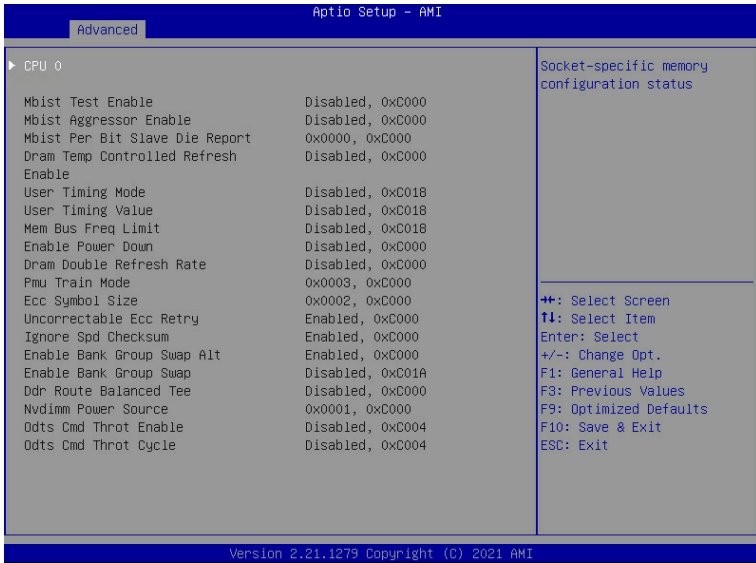 Aptio Setup - AMI
Advanced
CPU 0
Socket-specific memory
configuration status
Mbist Test Enable Disabled, 0xC000
Mbist Aggressor Enable Disabled, 0xC000
Mbist Per Bit Slave Die Report 0x0000, 0xC000
Dram Temp Controlled Refresh Disabled, 0xC000
Enable
User Timing Mode Disabled, 0xC018
User Timing Value Disabled, 0xC018
Mem Bus Freq Limit Disabled, 0xC018
Enable Power Down Disabled, 0xC000
Dram Double Refresh Rate Disabled, 0xC000
Pmu Train Mode 0x0003, 0xC000
Ecc Symbol Size 0x0002, 0xC000
Uncorrectable Ecc Retry Enabled, 0xC000
Ignore Spd Checksum Enabled, 0xC000
Enable Bank Group Swap Alt Enabled, 0xC000
Enable Bank Group Swap Disabled, 0xC01A
Ddr Route Balanced Tee Disabled, 0xC000
Nvdimm Power Source 0x0001, 0xC000
Odts Cmd Throt Enable Disabled, 0xC004
Odts Cmd Throt Cycle Disabled, 0xC004
→←: Select Screen
↑↓: Select Item
Enter: Select
+/-: Change Opt.
F1: General Help
F3: Previous Values
F9: Optimized Defaults
F10: Save & Exit
ESC: Exit
Version 2.21.1279 Copyright (C) 2021 AMI